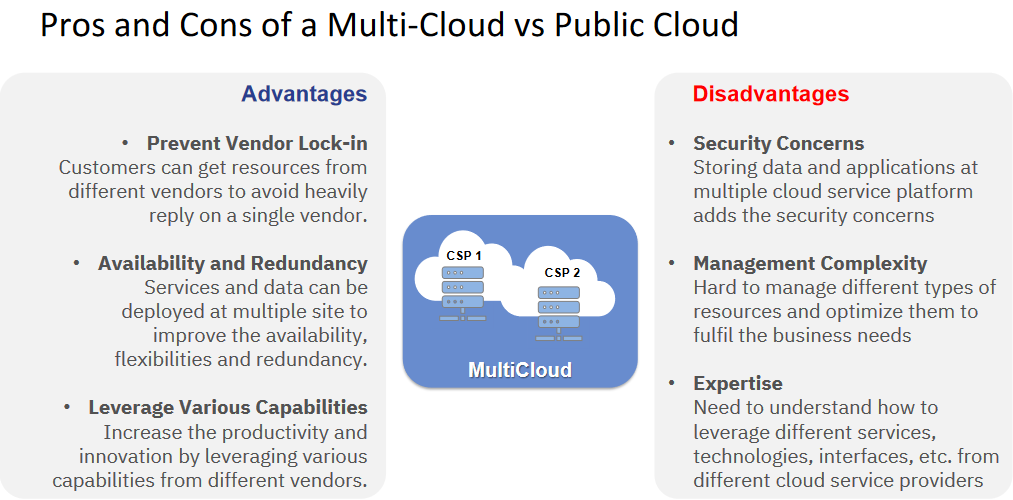 Pros and Cons of a Multi-Cloud vs Public Cloud
Advantages
• Prevent Vendor Lock-in
Customers can get resources from
different vendors to avoid heavily
reply on a single vendor.
• Availability and Redundancy
Services and data can be
deployed at multiple site to
improve the availability,
flexibilities and redundancy.
• Leverage Various Capabilities
Increase the productivity and
innovation by leveraging various
capabilities from different vendors.
CSP 1
CSP 2
MultiCloud
Disadvantages
• Security Concerns
Storing data and applications at
multiple cloud service platform
adds the security concerns
• Management Complexity
Hard to manage different types of
resources and optimize them to
fulfil the business needs
• Expertise
Need to understand how to
leverage different services,
technologies, interfaces, etc. from
different cloud service providers